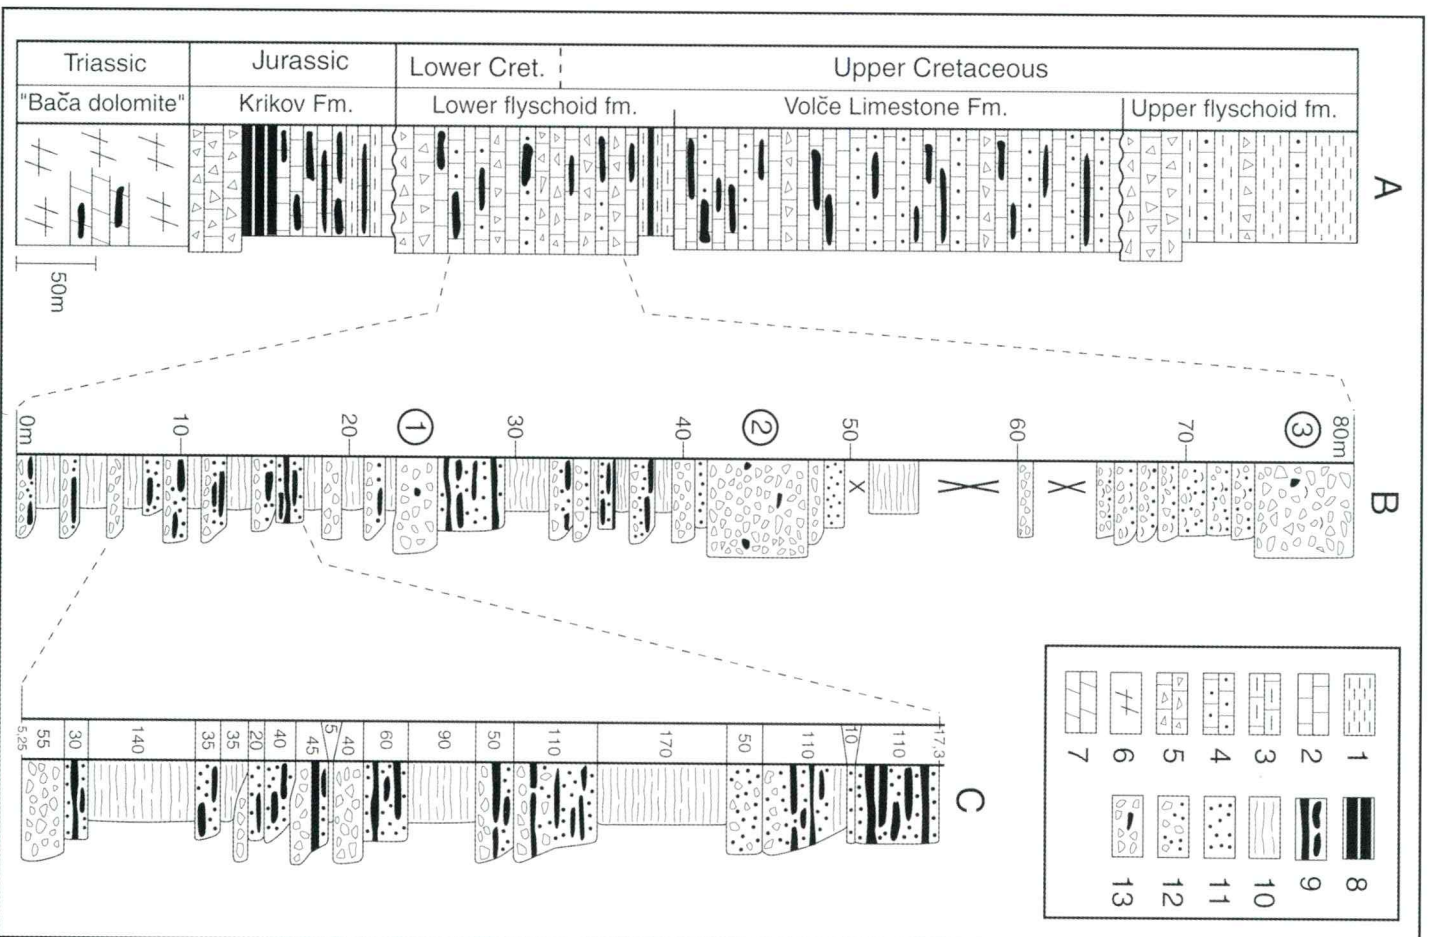 A
Triassic
Jurassic
Lower Cret.
Upper Cretaceous
"Bača dolomite"
Krikov Fm.
Lower flyschoid fm.
Volče Limestone Fm.
Upper flyschoid fm.
50m
B
0m
10
20
1
30
40
2
50
60
70
3
80m
C
5,25
55
30
140
35
35
20
40
45
5
40
60
90
50
110
170
50
110
10
110
17,3
1
2
3
4
5
6
7
8
9
10
11
12
13